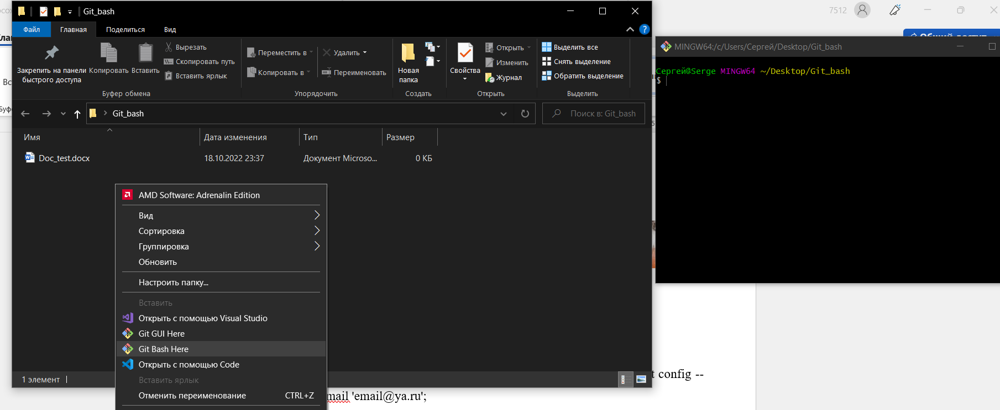 Git_bash
7512
Файл
Главная
Поделиться
Вид
?
Закрепить на панели
быстрого доступа
Копировать
Вставить
Вырезать
Скопировать путь
Вставить ярлык
Буфер обмена
Переместить в
Копировать в
Удалить
Переименовать
Упорядочить
Новая
папка
Создать
Свойства
Открыть
Изменить
Журнал
Открыть
Выделить все
Снять выделение
Обратить выделение
Выделить
Git_bash
Поиск в: Git_bash
Имя
Дата изменения
Тип
Размер
Doc_test.docx
18.10.2022 23:37
Документ Microso...
0 КБ
AMD Software: Adrenalin Edition
Вид
Сортировка
Группировка
Обновить
Настроить папку...
Вставить
Открыть с помощью Visual Studio
Git GUI Here
Git Bash Here
Открыть с помощью Code
Вставить ярлык
Отменить переименование CTRL+Z
1 элемент
MINGW64:/c/Users/Сергей/Desktop/Git_bash
Сергей@Serge MINGW64 ~/Desktop/Git_bash
$
t config --
mail 'email@ya.ru';